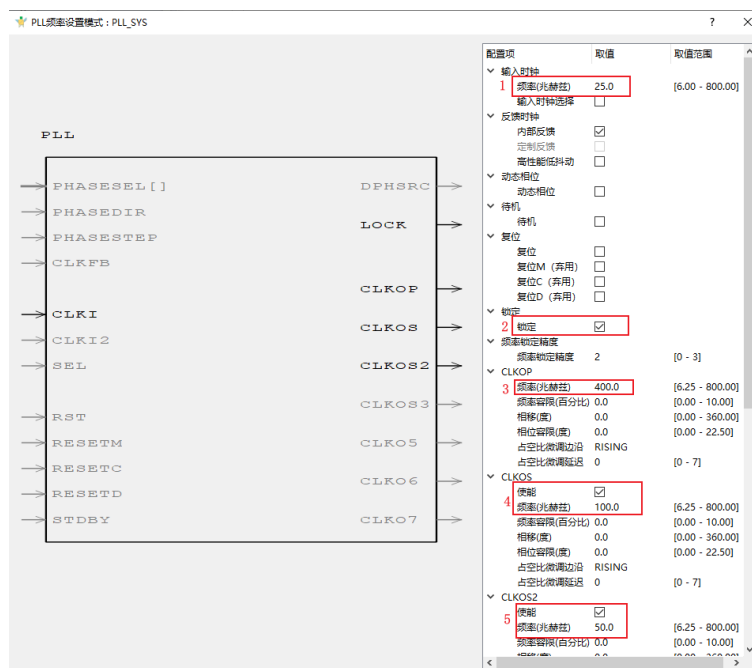 PLL频率设置模式：PLL_SYS
?
×
PLL
PHASESEL[]
PHASEDIR
PHASESTEP
CLKFB
CLKI
CLKI2
SEL
RST
RESETM
RESETC
RESETD
STDBY
DPHSRC
LOCK
CLKOP
CLKOS
CLKOS2
CLKOS3
CLKO5
CLKO6
CLKO7
配置项 取值 取值范围
输入时钟
1 频率(兆赫兹) 25.0 [6.00 - 800.00]
输入时钟选择
反馈时钟
内部反馈
定制反馈
高性能低抖动
动态相位
动态相位
待机
待机
复位
复位
复位M（弃用）
复位C（弃用）
复位D（弃用）
锁定
2 锁定
频率锁定精度
频率锁定精度 2 [0 - 3]
CLKOP
3 频率(兆赫兹) 400.0 [6.25 - 800.00]
频率容限(百分比) 0.0 [0.00 - 10.00]
相移(度) 0.0 [0.00 - 360.00]
相位容限(度) 0.0 [0.00 - 22.50]
占空比微调边沿 RISING
占空比微调延迟 0 [0 - 7]
CLKOS
使能
4 频率(兆赫兹) 100.0 [6.25 - 800.00]
频率容限(百分比) 0.0 [0.00 - 10.00]
相移(度) 0.0 [0.00 - 360.00]
相位容限(度) 0.0 [0.00 - 22.50]
占空比微调边沿 RISING
占空比微调延迟 0 [0 - 7]
CLKOS2
使能
5 频率(兆赫兹) 50.0 [6.25 - 800.00]
频率容限(百分比) 0.0 [0.00 - 10.00]